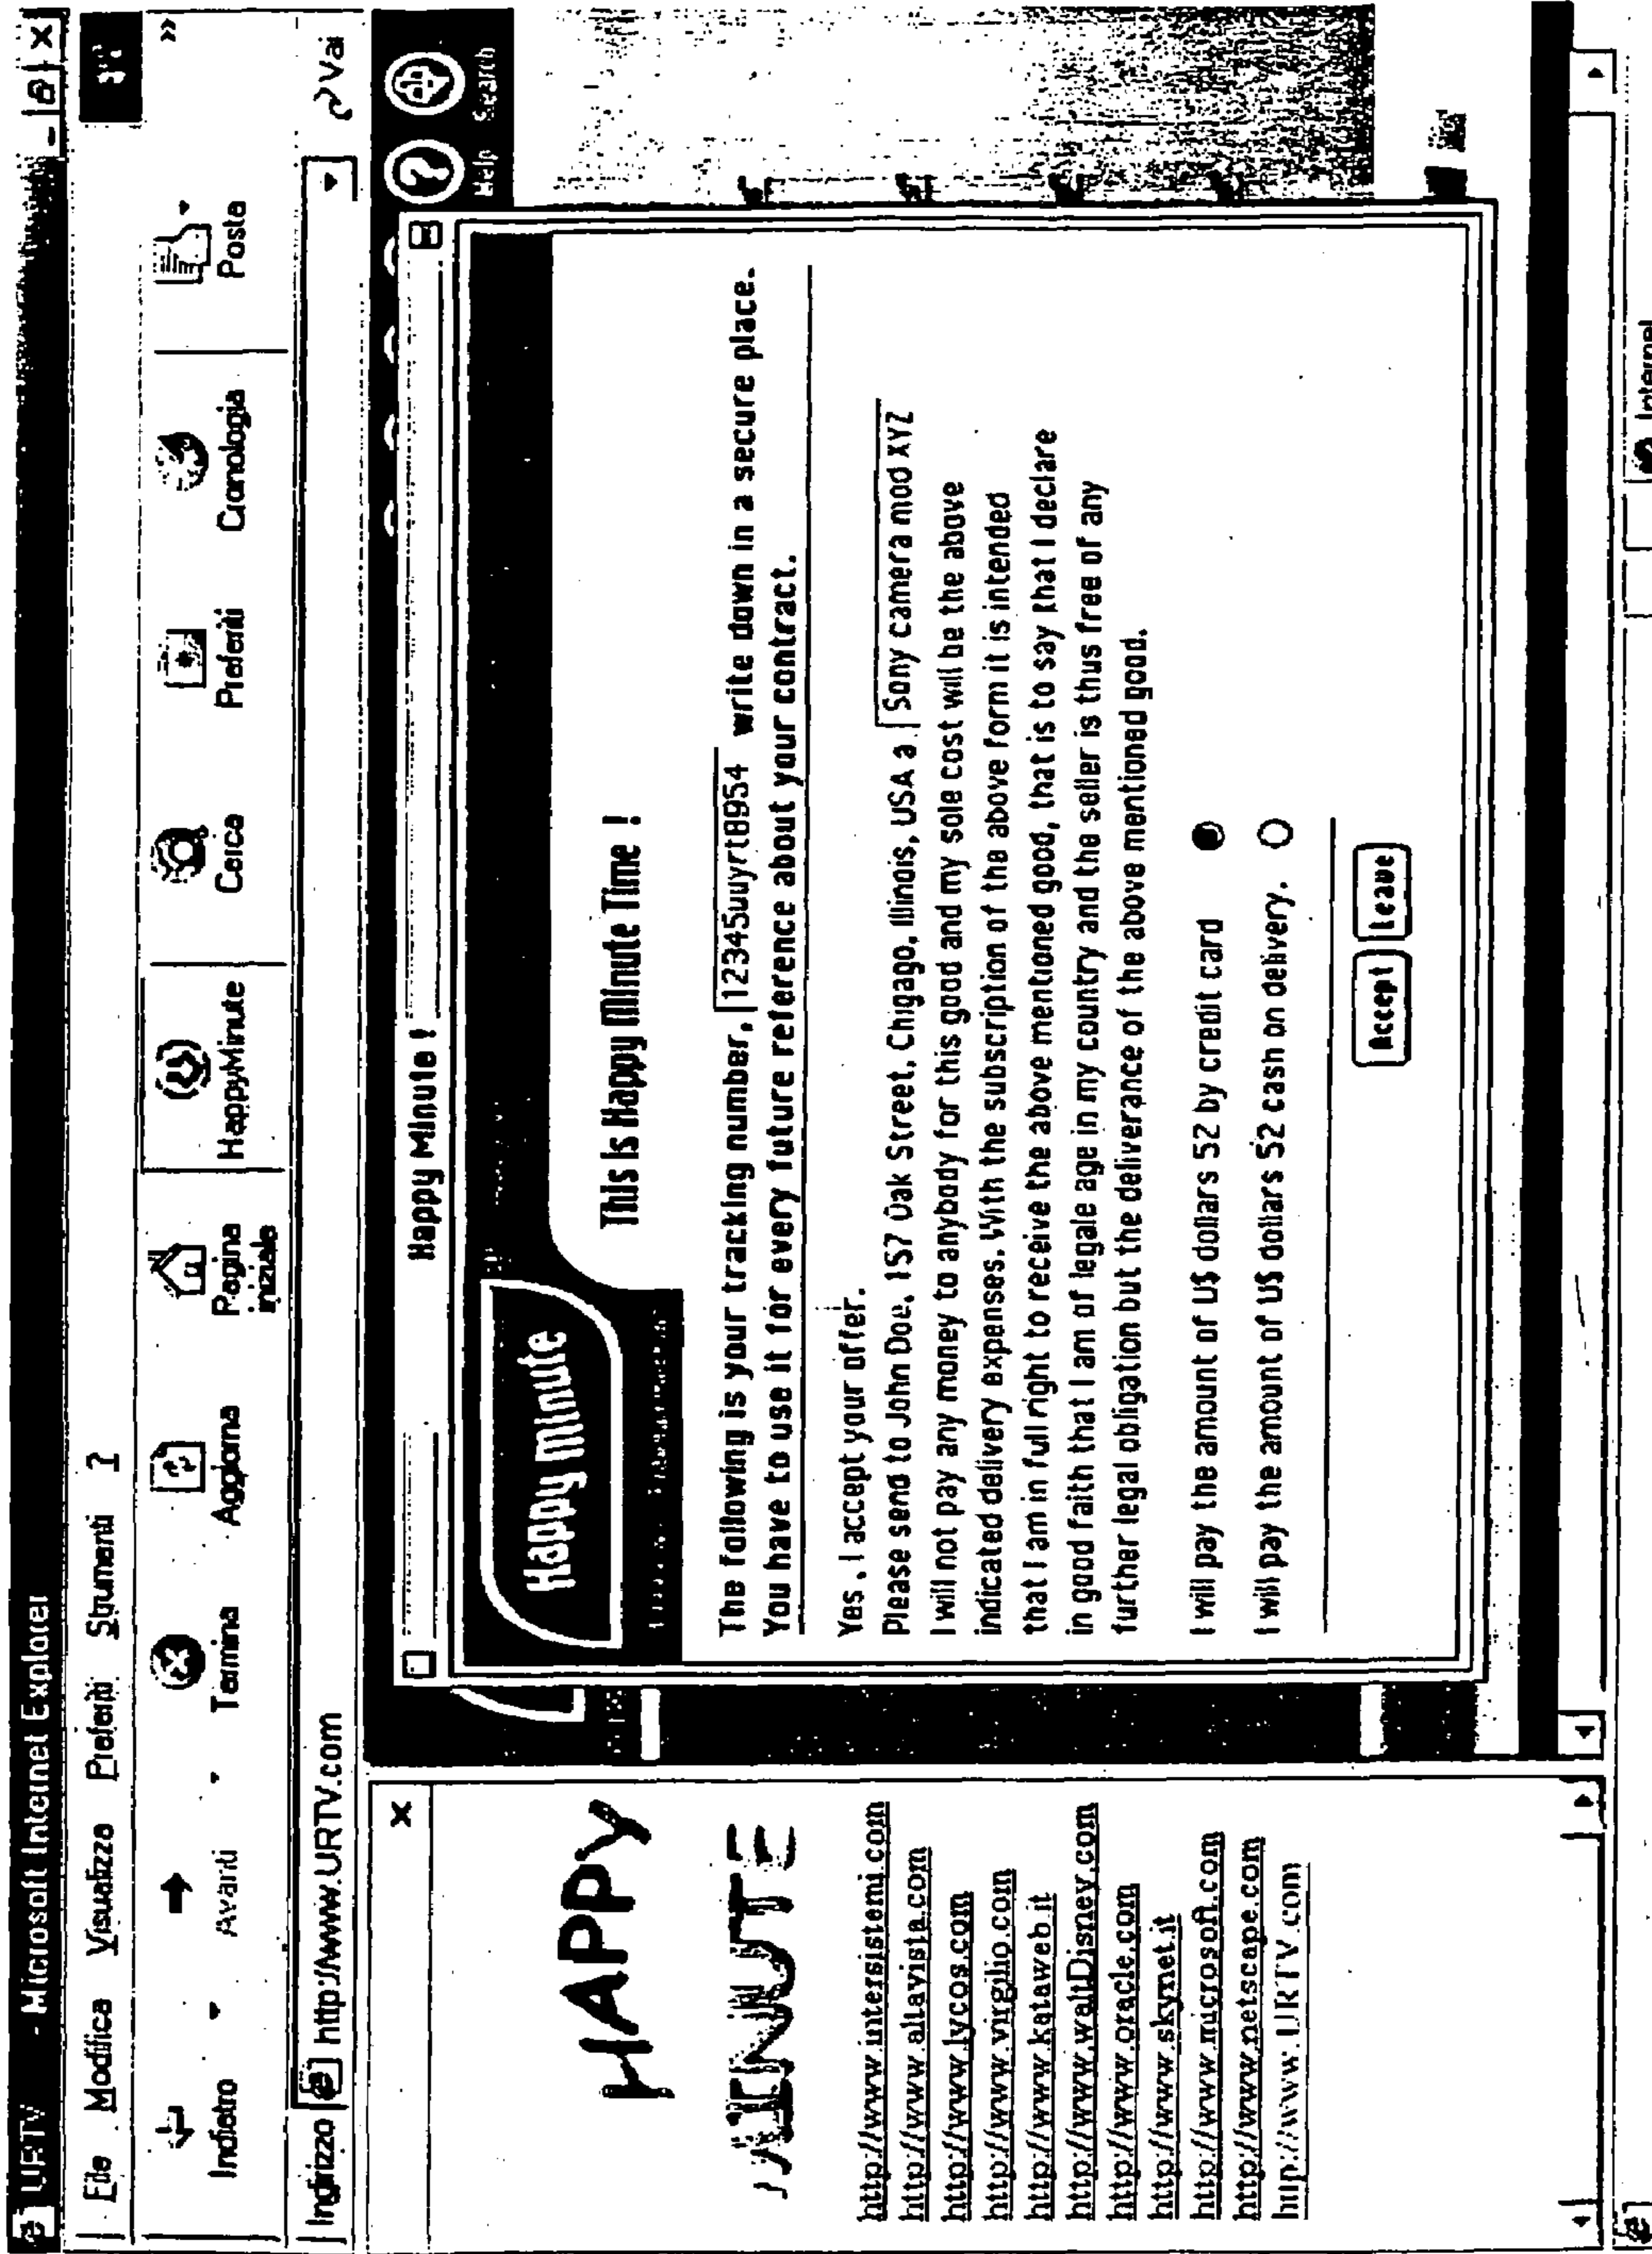 URTV - Microsoft Internet Explorer
File Modifica Visualizza Preferiti Strumenti ?
Indietro Avanti Termina Aggiorna Pagina iniziale HappyMinute Cerca Preferiti Cronologia Posta
»
Indirizzo http://www.URTV.com Vai
Help Search
HAPPY
MINUTE
http://www.intersistemi.com
http://www.altavista.com
http://www.lycos.com
http://www.virgilio.com
http://www.kataweb.it
http://www.waltDisney.com
http://www.oracle.com
http://www.skynet.it
http://www.microsoft.com
http://www.netscape.com
http://www.URTV.com
Happy Minute !
Happy minute
This is Happy Minute Time !
The following is your tracking number, 12345uuyrt8954 write down in a secure place.
You have to use it for every future reference about your contract.
Yes, I accept your offer.
Please send to John Doe, 157 Oak Street, Chigago, Illinois, USA a Sony camera mod XYZ
I will not pay any money to anybody for this good and my sole cost will be the above
indicated delivery expenses. With the subscription of the above form it is intended
that I am in full right to receive the above mentioned good, that is to say that I declare
in good faith that I am of legale age in my country and the seller is thus free of any
further legal obligation but the deliverance of the above mentioned good.
I will pay the amount of U$ dollars 52 by credit card
I will pay the amount of U$ dollars 52 cash on delivery.
Accept Leave
Internet